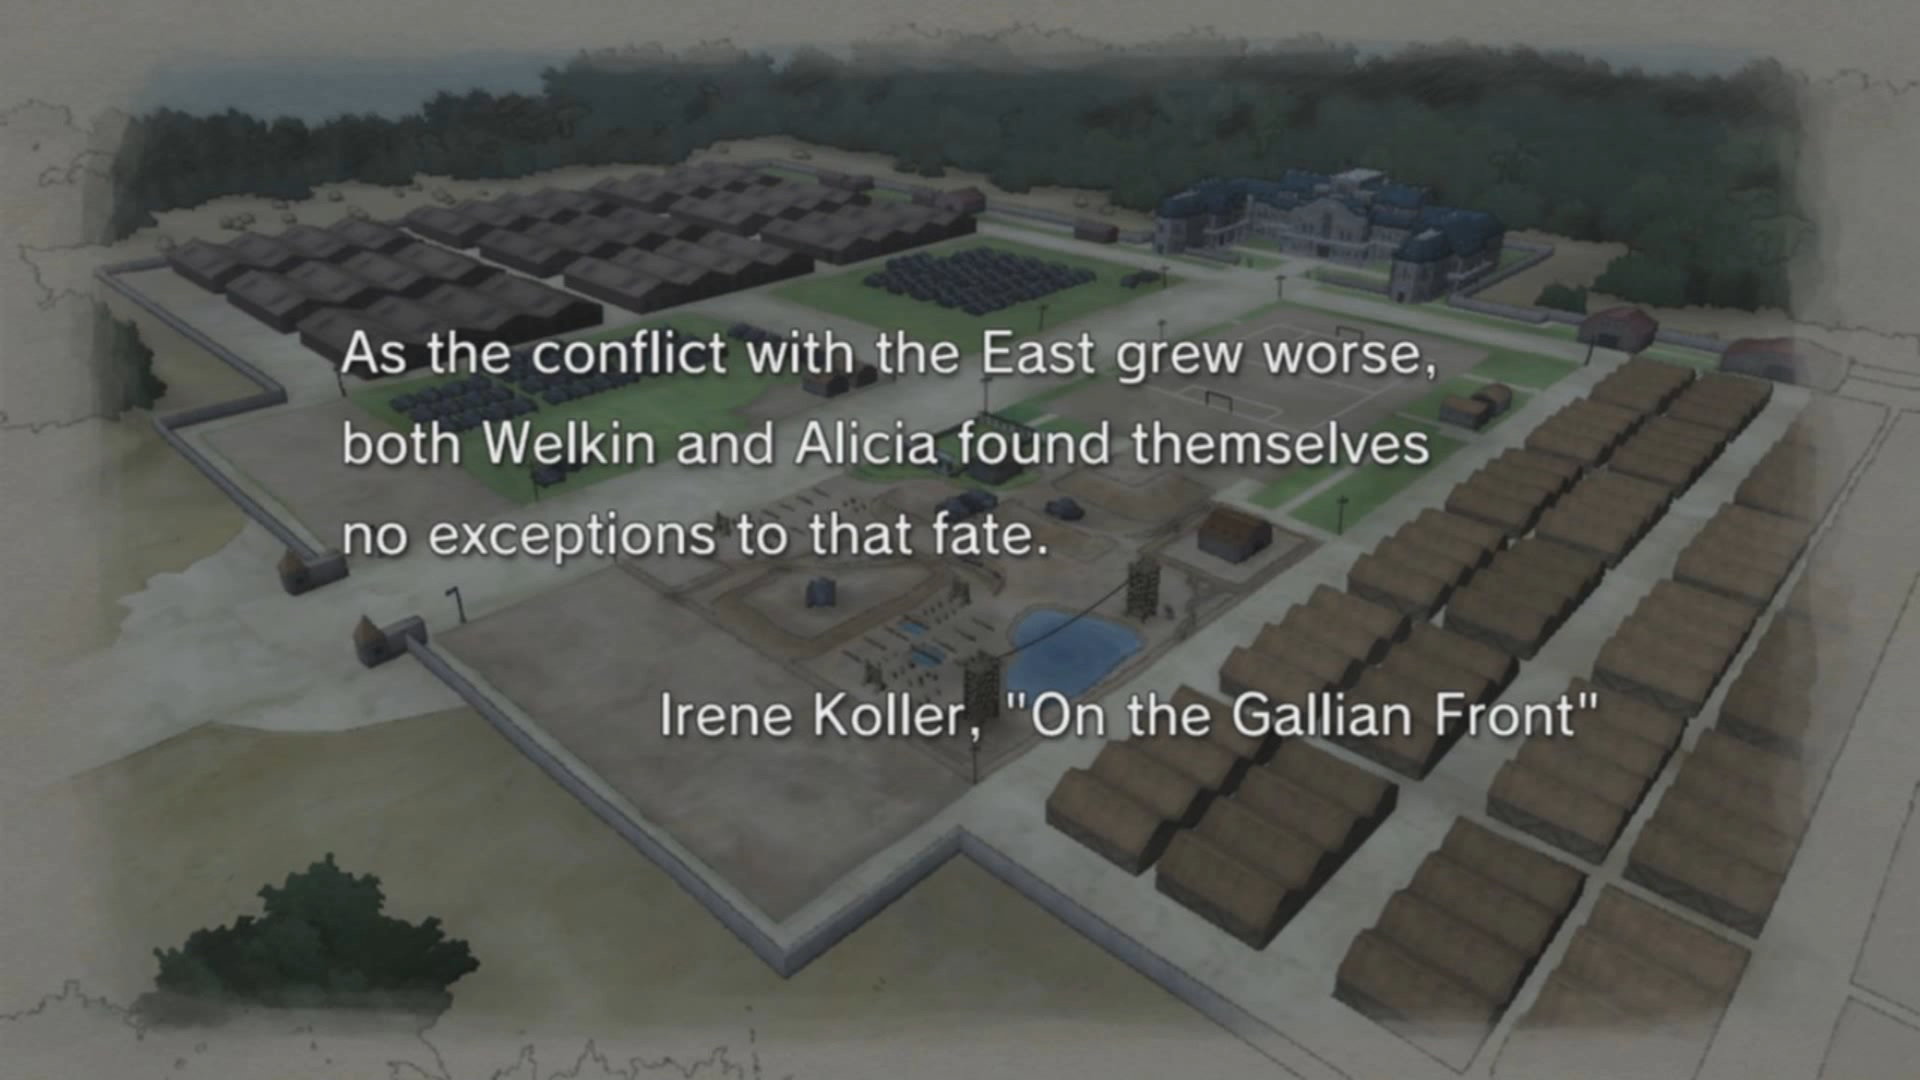 As the conflict with the East grew worse,
both Welkin and Alicia found themselves
no exceptions to that fate.
Irene Koller, "On the Gallian Front"